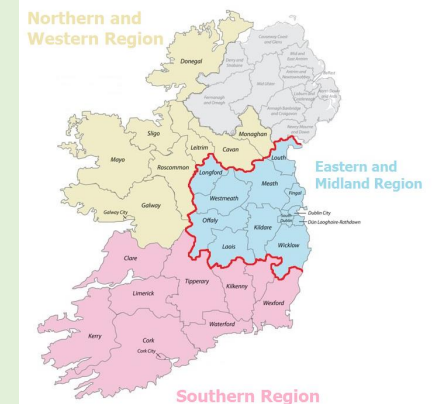 Northern and
Western Region
Donegal
Sligo
Leitrim
Cavan
Monaghan
Mayo
Roscommon
Galway City
Galway
Louth
Longford
Meath
Westmeath
Fingal
Eastern and
Midland Region
Dublin City
South
Dublin
Dún Laoghaire-Rathdown
Offaly
Kildare
Laois
Wicklaw
Clare
Tipperary
Kilkenny
Limerick
Wexford
Waterford
Kerry
Cork
Cork City
Southern Region